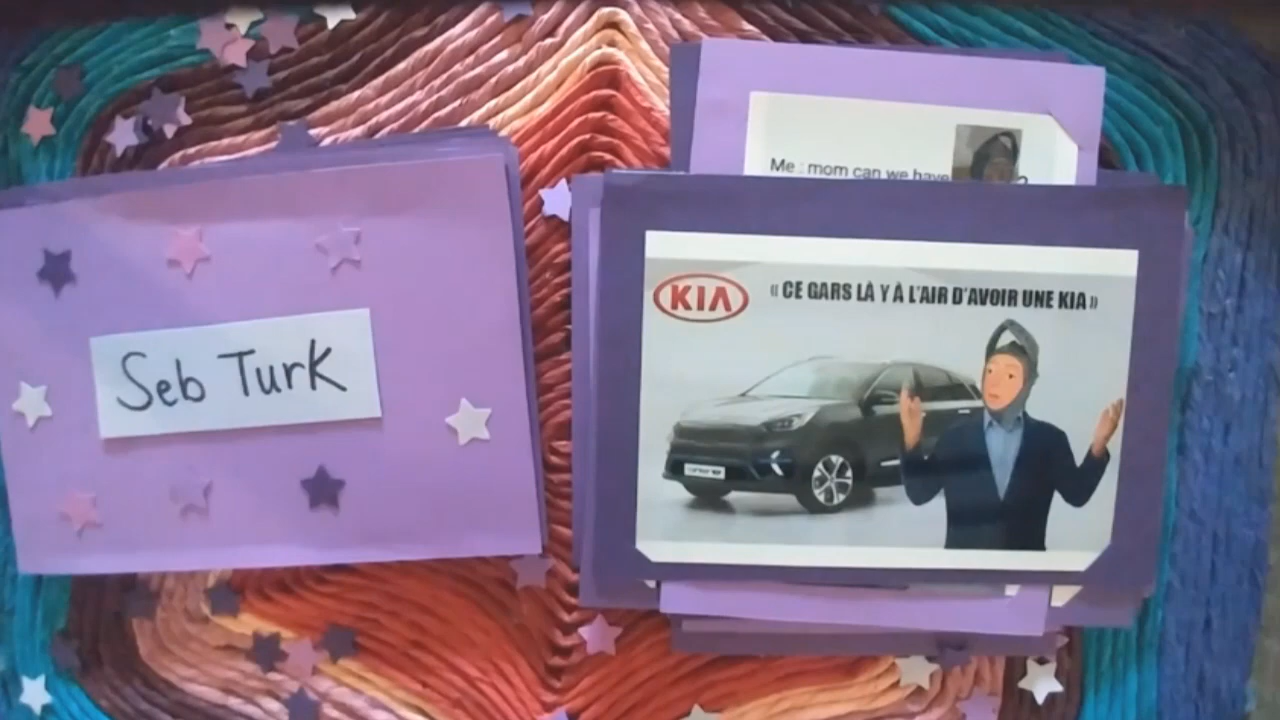 Me : mom can we have
Seb Turk
KIA
« CE GARS LÀ Y À L'AIR D'AVOIR UNE KIA »